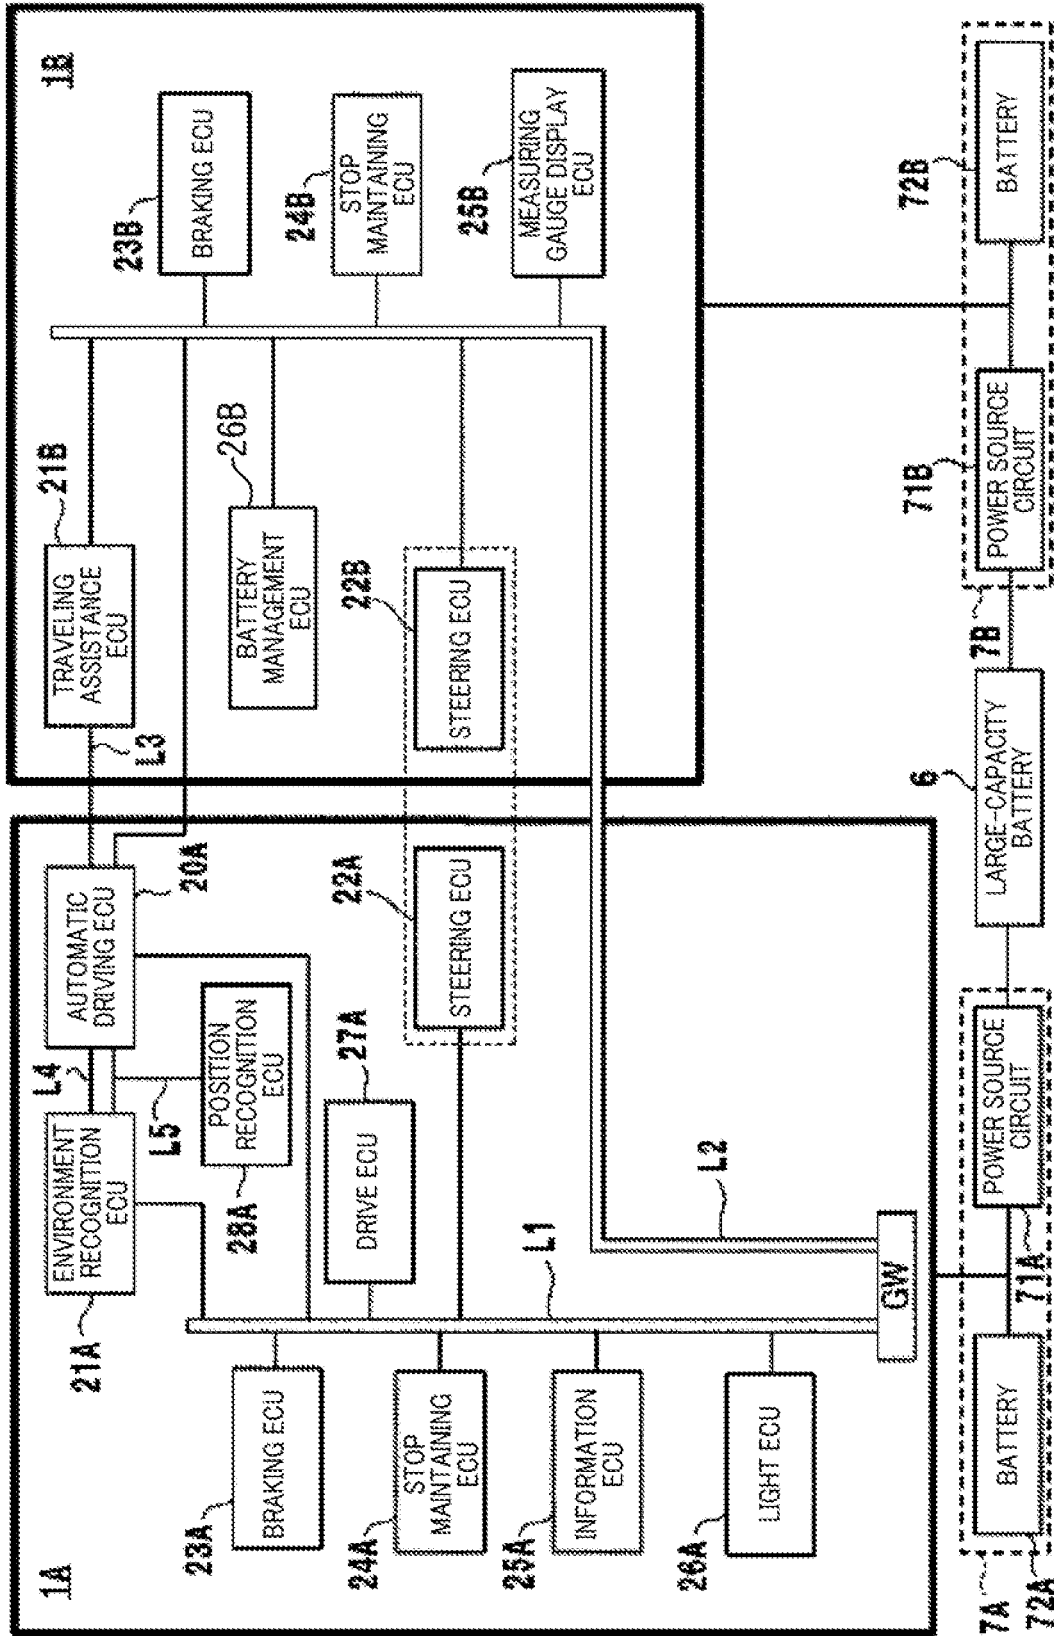 1A
21A
ENVIRONMENT
RECOGNITION
ECU
L4
L5
AUTOMATIC
DRIVING ECU
20A
POSITION
RECOGNITION
ECU
28A
23A
BRAKING ECU
DRIVE ECU
27A
24A
STOP
MAINTAINING
ECU
STEERING ECU
22A
25A
INFORMATION
ECU
L1
26A
LIGHT ECU
L2
GW
1B
L3
TRAVELING
ASSISTANCE
ECU
21B
23B
BRAKING ECU
BATTERY
MANAGEMENT
ECU
26B
24B
STOP
MAINTAINING
ECU
STEERING ECU
22B
25B
MEASURING
GAUGE DISPLAY
ECU
7A
72A
BATTERY
71A
POWER SOURCE
CIRCUIT
6
LARGE-CAPACITY
BATTERY
7B
71B
POWER SOURCE
CIRCUIT
72B
BATTERY